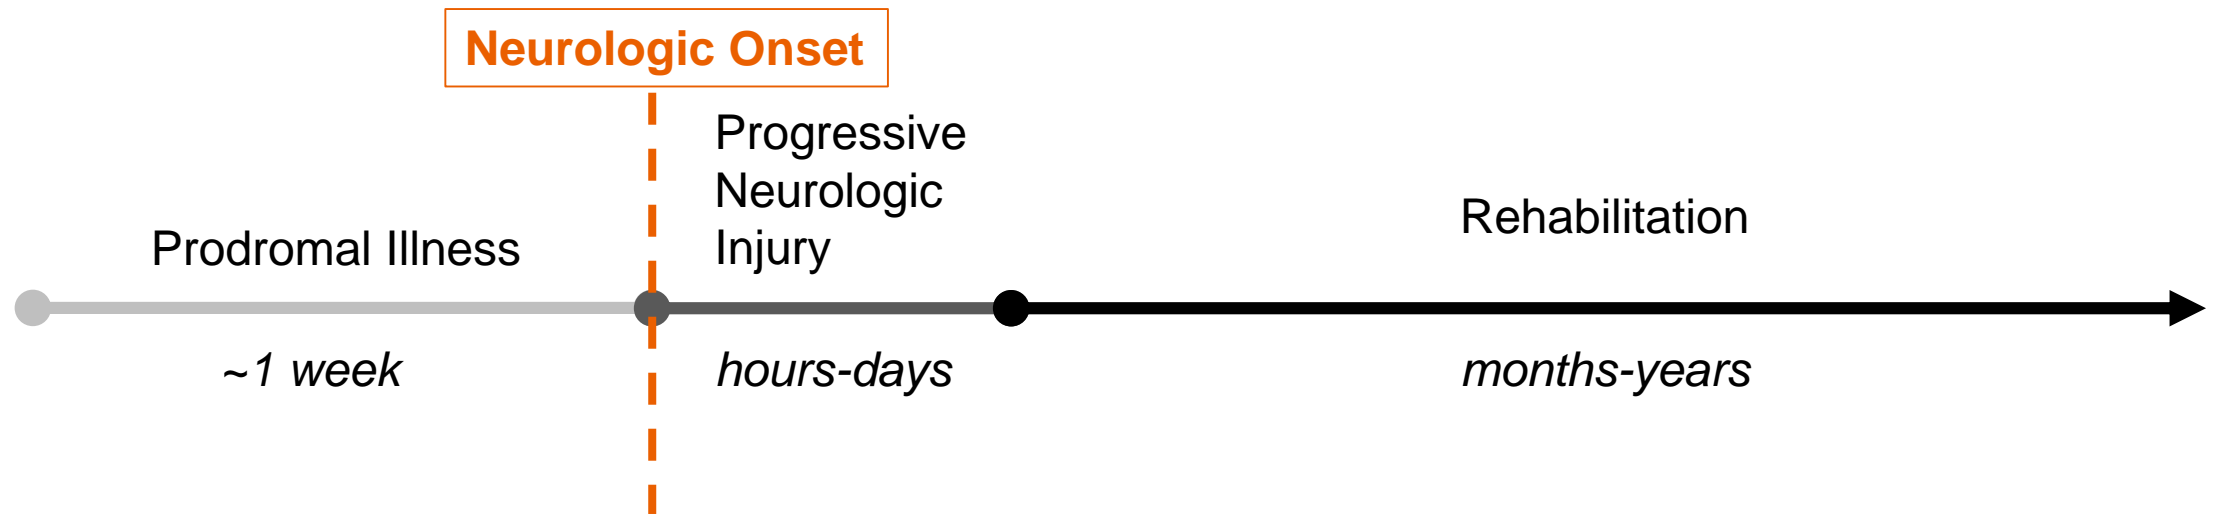 Neurologic Onset
Progressive
Neurologic
Injury
Prodromal Illness
Rehabilitation
~1 week
hours-days
months-years